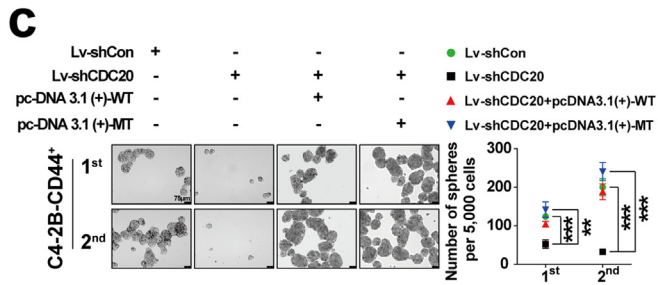 C
Lv-shCon + - - -
Lv-shCDC20 - + + +
pc-DNA 3.1 (+)-WT - - + -
pc-DNA 3.1 (+)-MT - - - +
C4-2B-CD44+
1st
75μm
2nd
Lv-shCon
Lv-shCDC20
Lv-shCDC20+pcDNA3.1(+)-WT
Lv-shCDC20+pcDNA3.1(+)-MT
Number of spheres
per 5,000 cells
300
200
100
0
***
**
***
***
1st 2nd